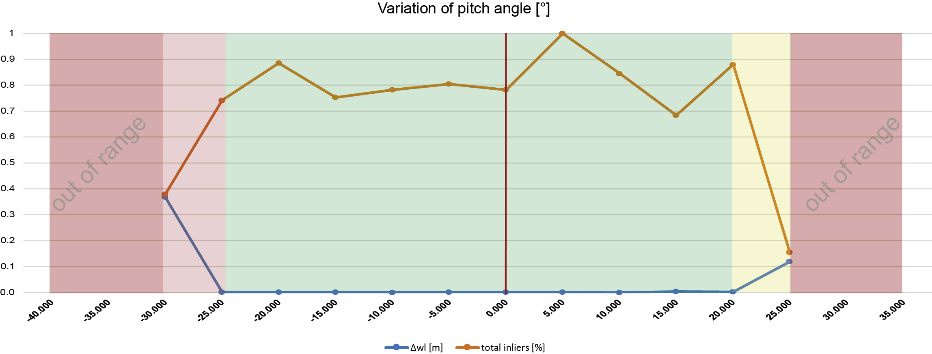 Variation of pitch angle [°]
1
0.9
0.8
0.7
0.6
0.5
0.4
0.3
0.2
0.1
0.0
out of range
out of range
-40.000 -35.000 -30.000 -25.000 -20.000 -15.000 -10.000 -5.000 0.000 5.000 10.000 15.000 20.000 25.000 30.000 35.000
Δwl [m] total inliers [%]